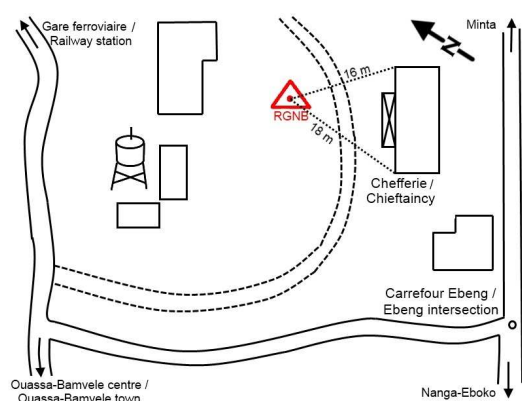 Gare ferroviaire /
Railway station
N
Minta
16 m
RGNB
18 m
Chefferie /
Chieftaincy
Carrefour Ebeng /
Ebeng intersection
Ouassa-Bamvele centre /
Ouassa-Bamvele town
Nanga-Eboko